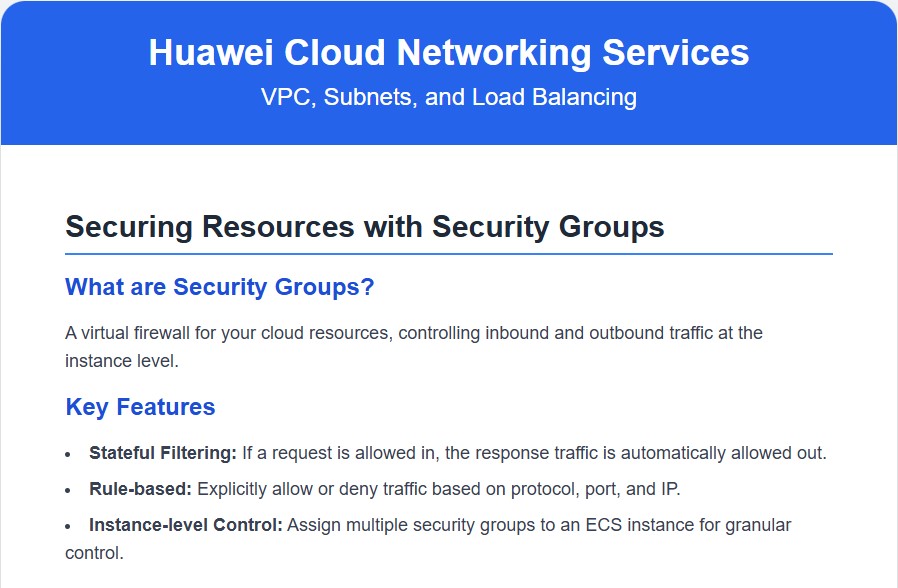 Huawei Cloud Networking Services
VPC, Subnets, and Load Balancing
Securing Resources with Security Groups
What are Security Groups?
A virtual firewall for your cloud resources, controlling inbound and outbound traffic at the
instance level.
Key Features
• Stateful Filtering: If a request is allowed in, the response traffic is automatically allowed out.
• Rule-based: Explicitly allow or deny traffic based on protocol, port, and IP.
• Instance-level Control: Assign multiple security groups to an ECS instance for granular
control.